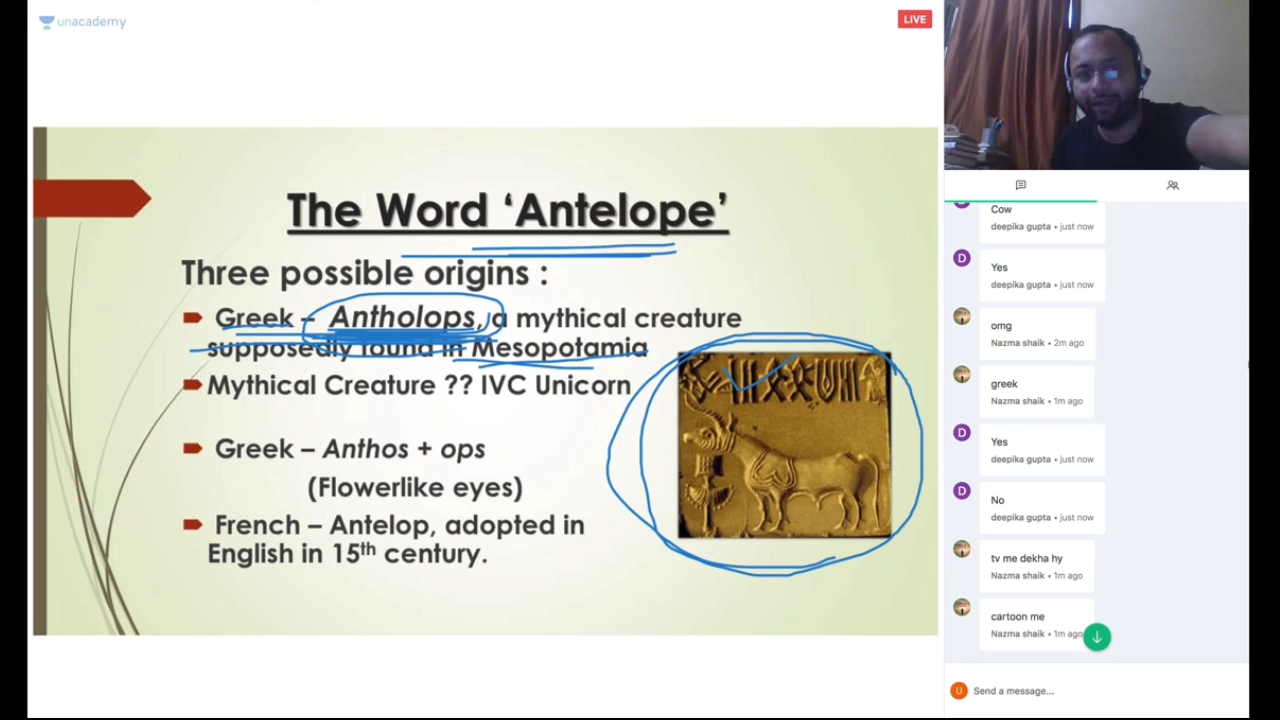 unacademy
LIVE
The Word ‘Antelope’
Three possible origins :
Greek – Antholops, a mythical creature
supposedly found in Mesopotamia
Mythical Creature ?? IVC Unicorn
Greek – Anthos + ops
(Flowerlike eyes)
French – Antelop, adopted in
English in 15th century.
Cow
deepika gupta • just now
D
Yes
deepika gupta • just now
omg
Nazma shaik • 2m ago
greek
Nazma shaik • 1m ago
D
Yes
deepika gupta • just now
D
No
deepika gupta • just now
tv me dekha hy
Nazma shaik • 1m ago
cartoon me
Nazma shaik • 1m ago
U
Send a message...